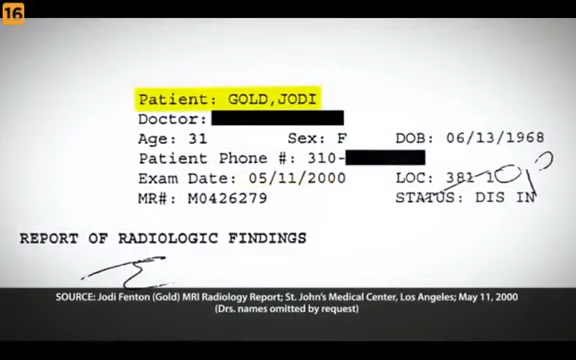 16
Patient: GOLD,JODI
Doctor:
Age: 31 Sex: F DOB: 06/13/1968
Patient Phone #: 310-
Exam Date: 05/11/2000 LOC: 381
MR#: M0426279 STATUS: DIS IN
REPORT OF RADIOLOGIC FINDINGS
SOURCE: Jodi Fenton (Gold) MRI Radiology Report; St. John's Medical Center, Los Angeles; May 11, 2000
(Drs. names omitted by request)